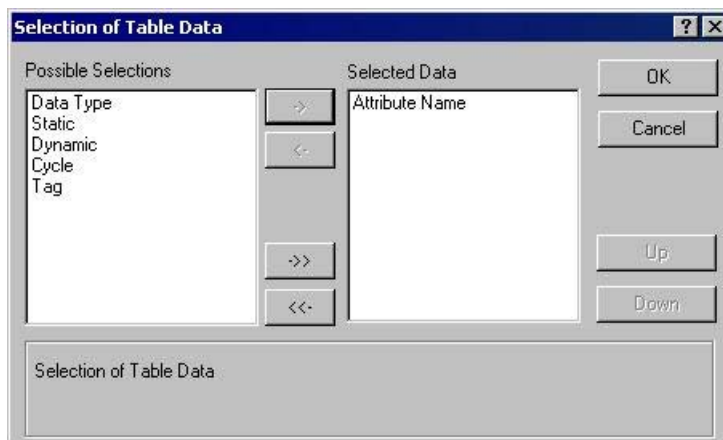 Selection of Table Data
? X
Possible Selections
Data Type
Static
Dynamic
Cycle
Tag
->
<-
->>
<<-
Selected Data
Attribute Name
OK
Cancel
Up
Down
Selection of Table Data